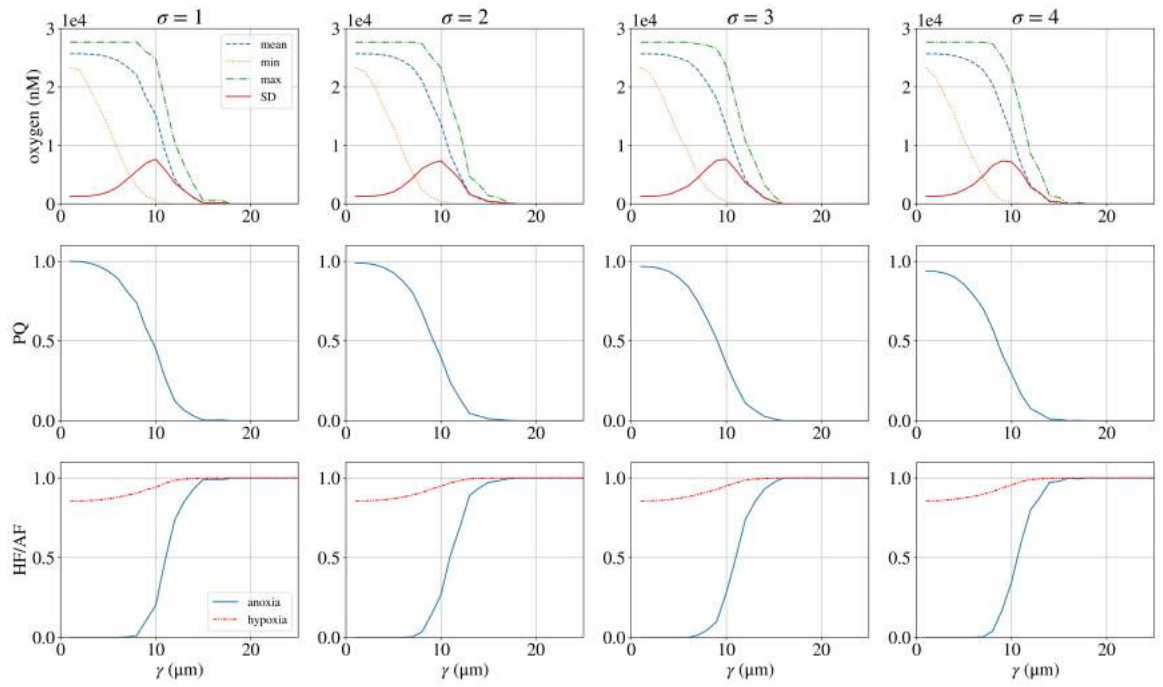 σ = 1 σ = 2 σ = 3 σ = 4
1e4 1e4 1e4 1e4
3 3 3 3
mean
min
max
SD
2 2 2 2
oxygen (nM)
1 1 1 1
0 0 0 0
0 10 20 0 10 20 0 10 20 0 10 20
1.0 1.0 1.0 1.0
PQ
0.5 0.5 0.5 0.5
0.0 0.0 0.0 0.0
0 10 20 0 10 20 0 10 20 0 10 20
1.0 1.0 1.0 1.0
HF/AF
0.5 0.5 0.5 0.5
anoxia
hypoxia
0.0 0.0 0.0 0.0
0 10 20 0 10 20 0 10 20 0 10 20
γ (μm) γ (μm) γ (μm) γ (μm)